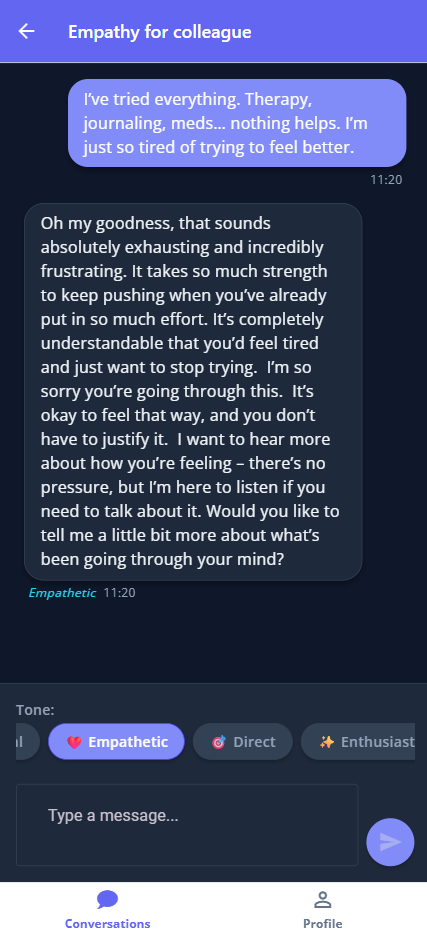 Empathy for colleague
I've tried everything. Therapy,
journaling, meds... nothing helps. I'm
just so tired of trying to feel better.
11:20
Oh my goodness, that sounds
absolutely exhausting and incredibly
frustrating. It takes so much strength
to keep pushing when you've already
put in so much effort. It's completely
understandable that you'd feel tired
and just want to stop trying.  I'm so
sorry you're going through this.  It's
okay to feel that way, and you don't
have to justify it.  I want to hear more
about how you're feeling – there's no
pressure, but I'm here to listen if you
need to talk about it. Would you like to
tell me a little bit more about what's
been going through your mind?
Empathetic 11:20
Tone:
💔 Empathetic 🎯 Direct ✨ Enthusiast
Type a message...
Conversations Profile